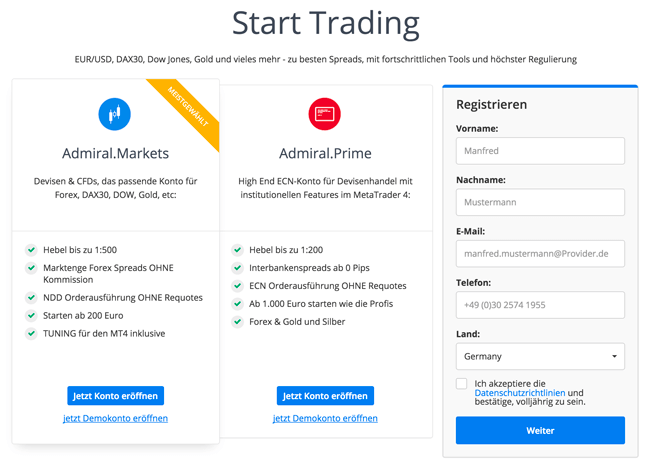 Start Trading
EUR/USD, DAX30, Dow Jones, Gold und vieles mehr - zu besten Spreads, mit fortschrittlichen Tools und höchster Regulierung
MEISTGEWÄHLT
Admiral.Markets
Devisen & CFDs, das passende Konto für
Forex, DAX30, DOW, Gold, etc:
Hebel bis zu 1:500
Marktenge Forex Spreads OHNE
Kommission
NDD Orderausführung OHNE Requotes
Starten ab 200 Euro
TUNING für den MT4 inklusive
Jetzt Konto eröffnen
jetzt Demokonto eröffnen
Admiral.Prime
High End ECN-Konto für Devisenhandel mit
institutionellen Features im MetaTrader 4:
Hebel bis zu 1:200
Interbankenspreads ab 0 Pips
ECN Orderausführung OHNE Requotes
Ab 1.000 Euro starten wie die Profis
Forex & Gold und Silber
Jetzt Konto eröffnen
jetzt Demokonto eröffnen
Registrieren
Vorname:
Manfred
Nachname:
Mustermann
E-Mail:
manfred.mustermann@Provider.de
Telefon:
+49 (0)30 2574 1955
Land:
Germany
Ich akzeptiere die
Datenschutzrichtlinien und
bestätige, volljährig zu sein.
Weiter